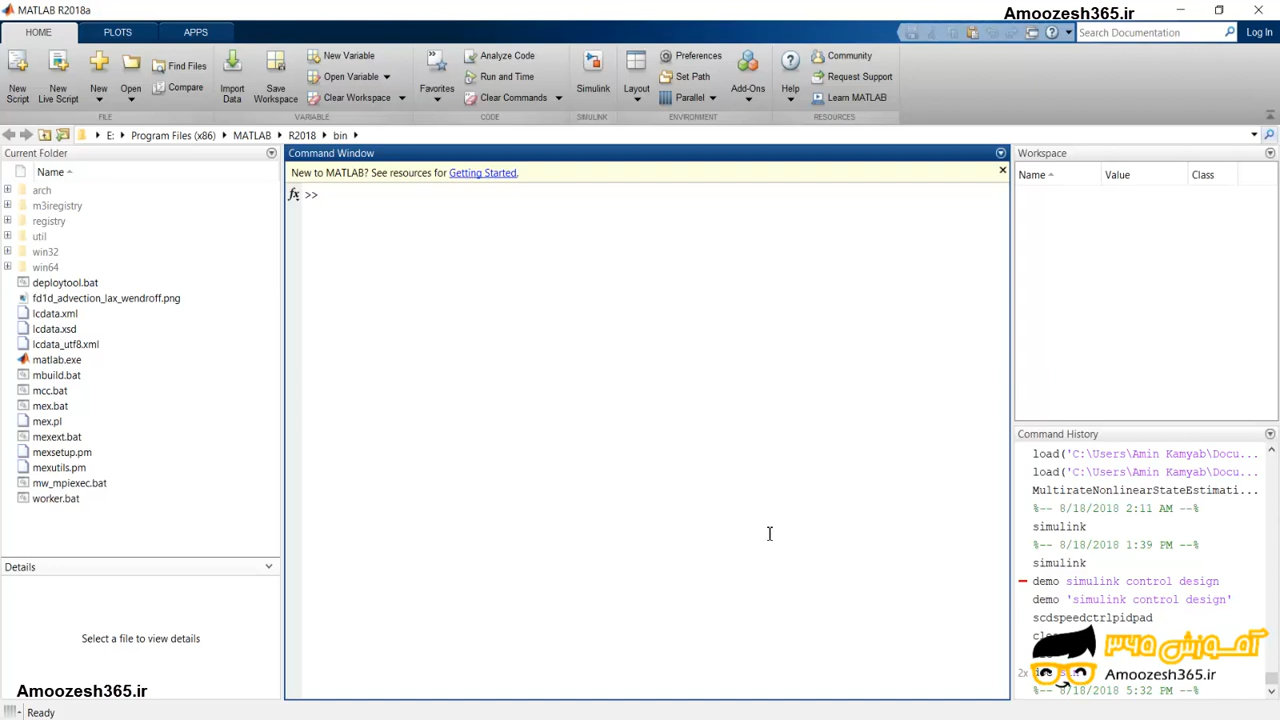 MATLAB R2018a
Amoozesh365.ir
HOME
PLOTS
APPS
Search Documentation
Log In
New Script
New Live Script
New
Open
Find Files
Compare
FILE
Import Data
Save Workspace
New Variable
Open Variable
Clear Workspace
VARIABLE
Favorites
Analyze Code
Run and Time
Clear Commands
CODE
Simulink
SIMULINK
Layout
Preferences
Set Path
Parallel
Add-Ons
ENVIRONMENT
Help
Community
Request Support
Learn MATLAB
RESOURCES
E: Program Files (x86) MATLAB R2018 bin
Current Folder
Name
arch
m3iregistry
registry
util
win32
win64
deploytool.bat
fd1d_advection_lax_wendroff.png
lcdata.xml
lcdata.xsd
lcdata_utf8.xml
matlab.exe
mbuild.bat
mcc.bat
mex.bat
mex.pl
mexext.bat
mexsetup.pm
mexutils.pm
mw_mpiexec.bat
worker.bat
Details
Select a file to view details
Amoozesh365.ir
Ready
Command Window
New to MATLAB? See resources for Getting Started.
fx >>
Workspace
Name Value Class
Command History
load('C:\Users\Amin Kamyab\Docu...
load('C:\Users\Amin Kamyab\Docu...
MultirateNonlinearStateEstimati...
%-- 8/18/2018 2:11 AM --%
simulink
%-- 8/18/2018 1:39 PM --%
simulink
demo simulink control design
demo 'simulink control design'
scdspeedctrlpidpad
آموزش ۳۶۵
Amoozesh365.ir
2x
%-- 8/18/2018 5:32 PM --%